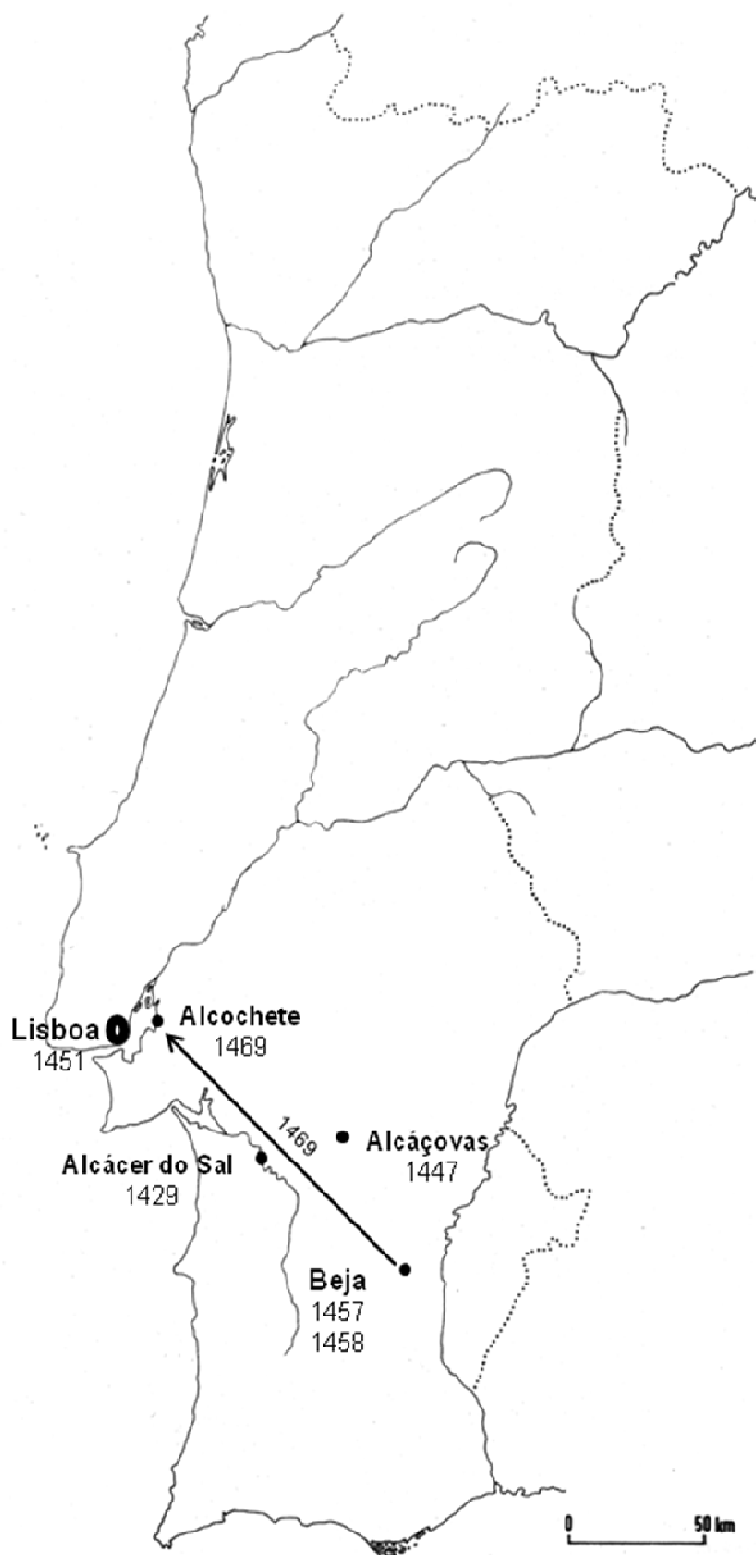 Lisboa
1451
Alcochete
1469
1469
Alcáçovas
1447
Alcácer do Sal
1429
Beja
1457
1458
0 50 km